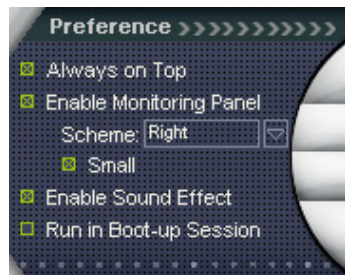 Preference >>>>>>>>>>>>
Always on Top
Enable Monitoring Panel
Scheme: Right
Small
Enable Sound Effect
Run in Boot-up Session